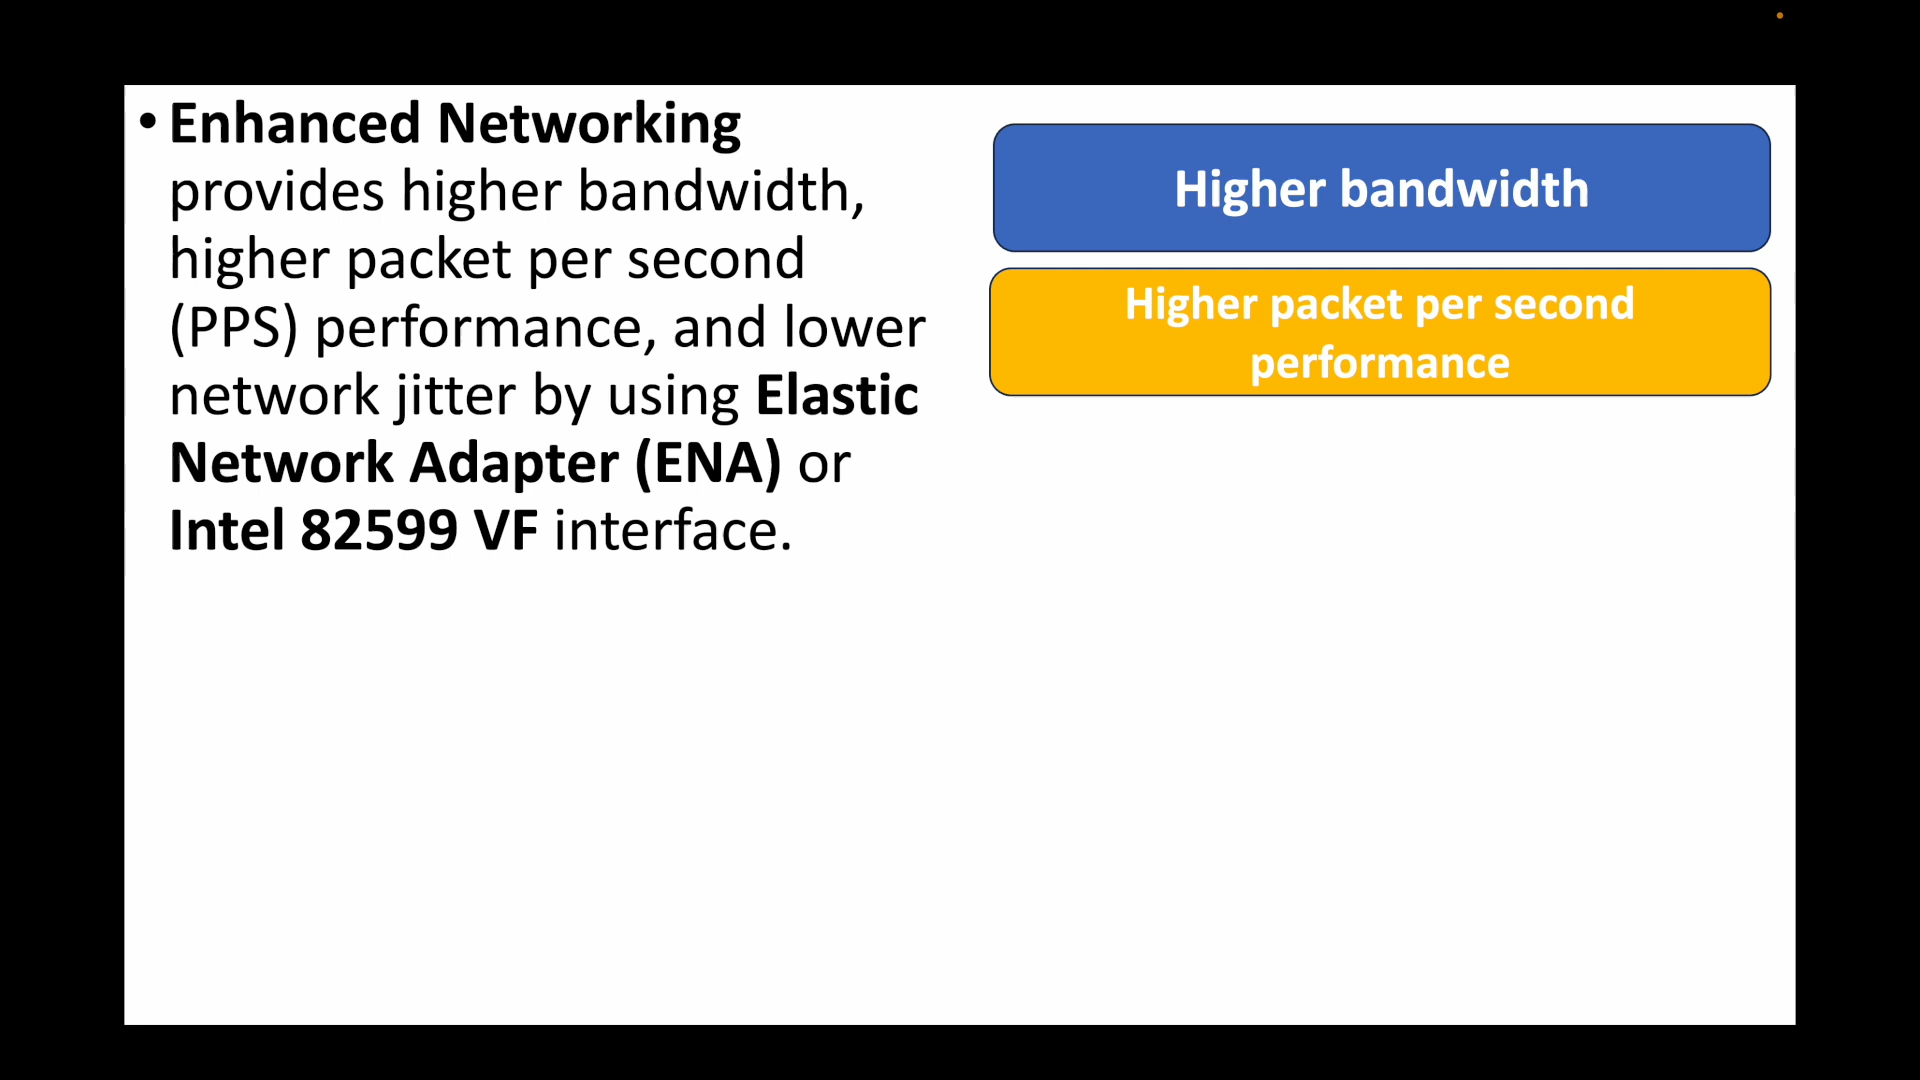 • Enhanced Networking
provides higher bandwidth,
higher packet per second
(PPS) performance, and lower
network jitter by using Elastic
Network Adapter (ENA) or
Intel 82599 VF interface.
Higher bandwidth
Higher packet per second
performance